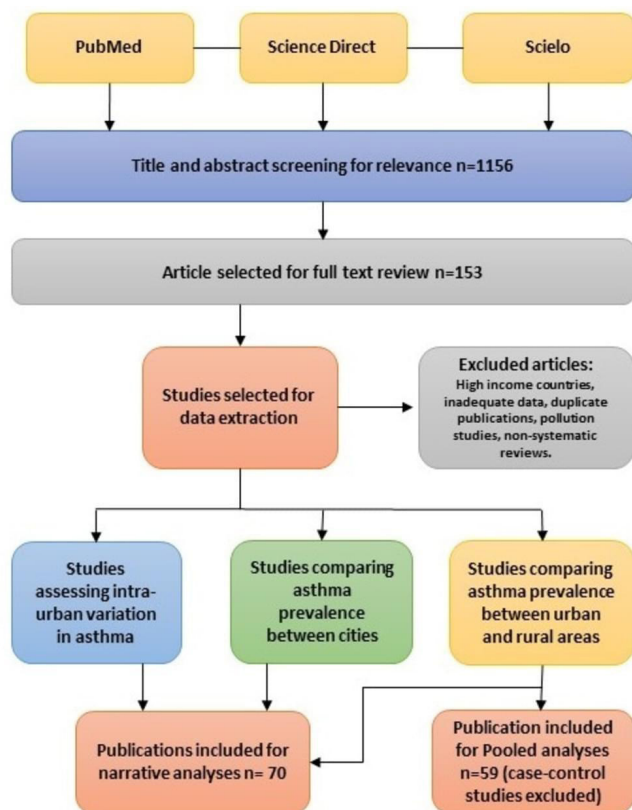 PubMed
Science Direct
Scielo
Title and abstract screening for relevance n=1156
Article selected for full text review n=153
Studies selected for
data extraction
Excluded articles:
High income countries,
inadequate data, duplicate
publications, pollution
studies, non-systematic
reviews.
Studies
assessing intra-
urban variation
in asthma
Studies comparing
asthma
prevalence
between cities
Studies comparing
asthma prevalence
between urban
and rural areas
Publications included for
narrative analyses n= 70
Publication included
for Pooled analyses
n=59 (case-control
studies excluded)